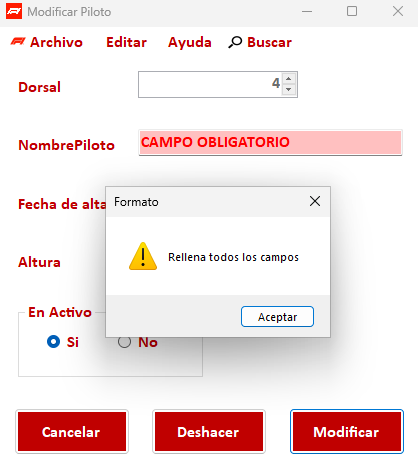 Modificar Piloto
Archivo Editar Ayuda Buscar
Dorsal 4
NombrePiloto CAMPO OBLIGATORIO
Formato
Fecha de alta
Rellena todos los campos
Altura
En Activo
Aceptar
Si No
Cancelar Deshacer Modificar